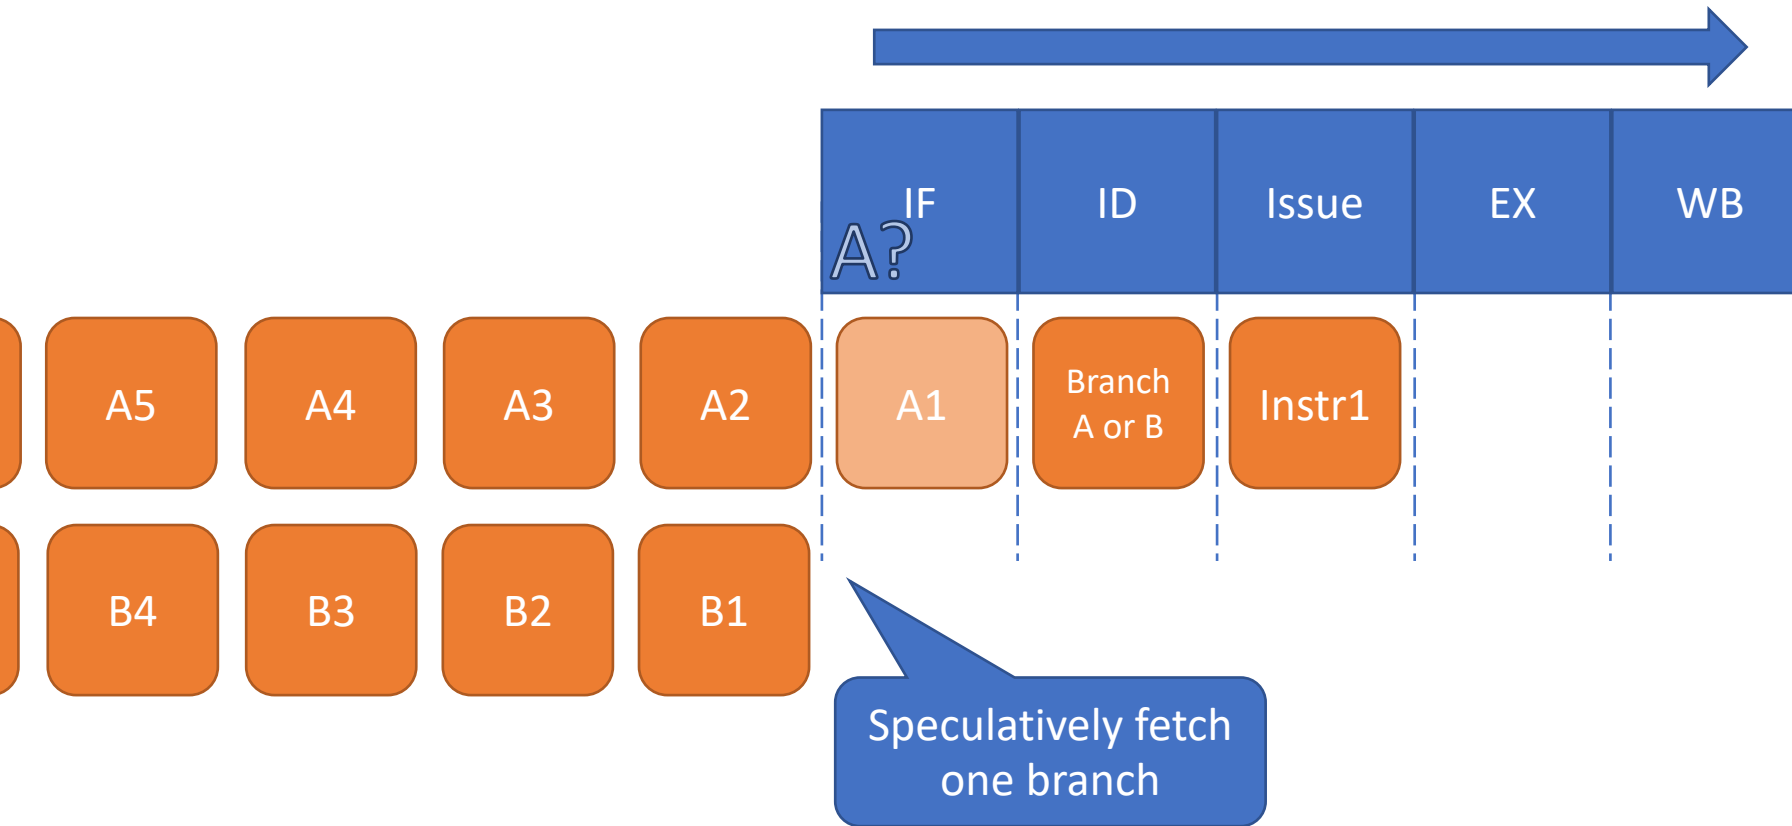 IF
ID
Issue
EX
WB
A?
A5
A4
A3
A2
A1
Branch
A or B
Instr1
B4
B3
B2
B1
Speculatively fetch
one branch